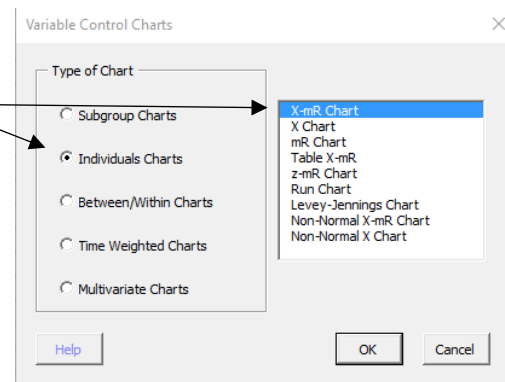 Variable Control Charts
Type of Chart
Subgroup Charts
Individuals Charts
Between/Within Charts
Time Weighted Charts
Multivariate Charts
X-mR Chart
X Chart
mR Chart
Table X-mR
z-mR Chart
Run Chart
Levey-Jennings Chart
Non-Normal X-mR Chart
Non-Normal X Chart
Help
OK
Cancel